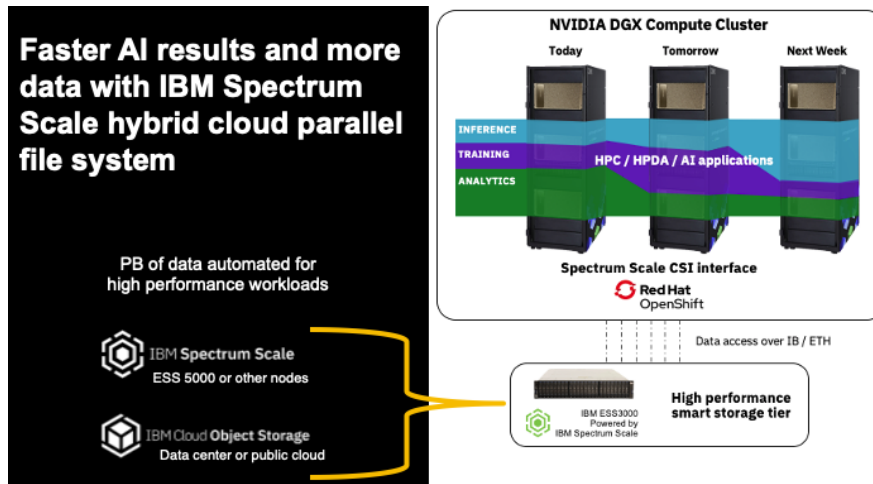 Faster AI results and more
data with IBM Spectrum
Scale hybrid cloud parallel
file system
PB of data automated for
high performance workloads
IBM Spectrum Scale
ESS 5000 or other nodes
IBM Cloud Object Storage
Data center or public cloud
NVIDIA DGX Compute Cluster
Today
Tomorrow
Next Week
INFERENCE
TRAINING
HPC / HPDA / AI applications
ANALYTICS
Spectrum Scale CSI interface
Red Hat
OpenShift
Data access over IB / ETH
IBM ESS3000
Powered by
IBM Spectrum Scale
High performance
smart storage tier